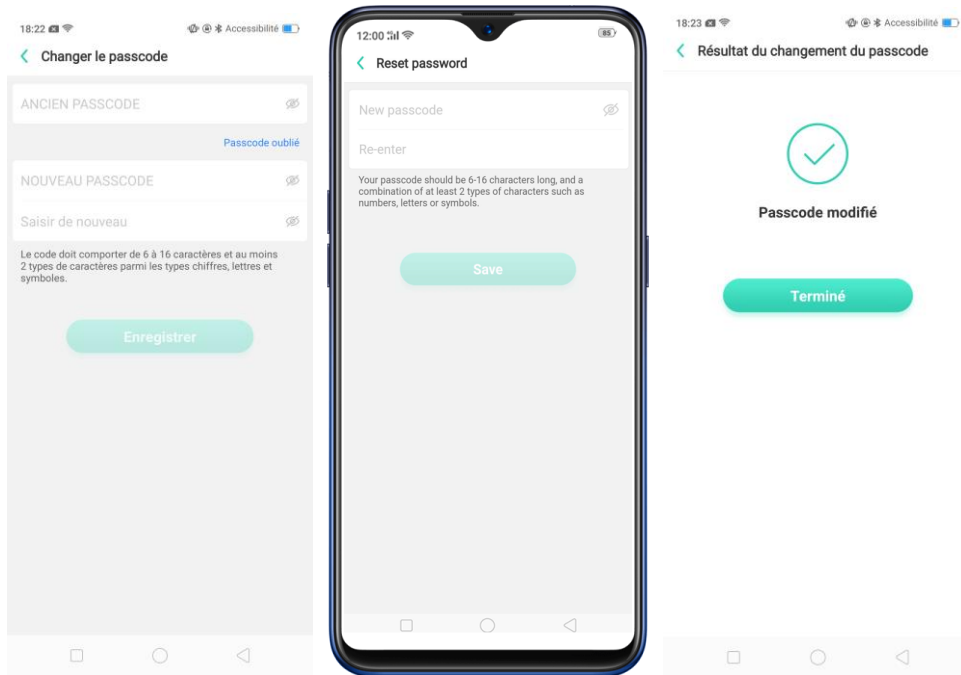 18:22
Accessibilité
Changer le passcode
ANCIEN PASSCODE
Passcode oublié
NOUVEAU PASSCODE
Saisir de nouveau
Le code doit comporter de 6 à 16 caractères et au moins
2 types de caractères parmi les types chiffres, lettres et
symboles.
Enregistrer
12:00
85
Reset password
New passcode
Re-enter
Your passcode should be 6-16 characters long, and a
combination of at least 2 types of characters such as
numbers, letters or symbols.
Save
18:23
Accessibilité
Résultat du changement du passcode
Passcode modifié
Terminé